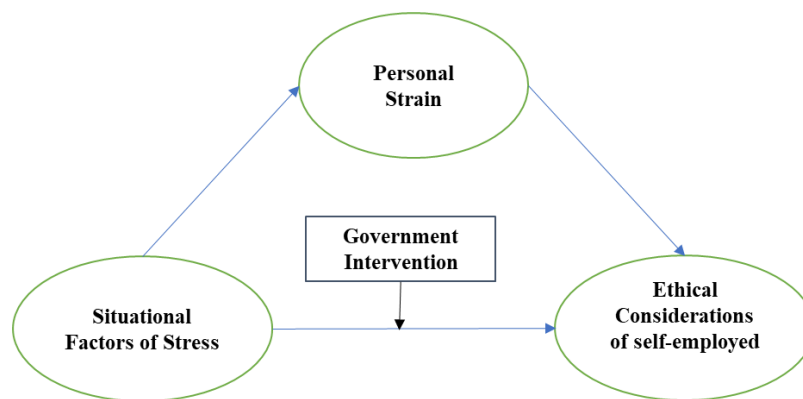 Personal
Strain
Government
Intervention
Situational
Factors of Stress
Ethical
Considerations
of self-employed